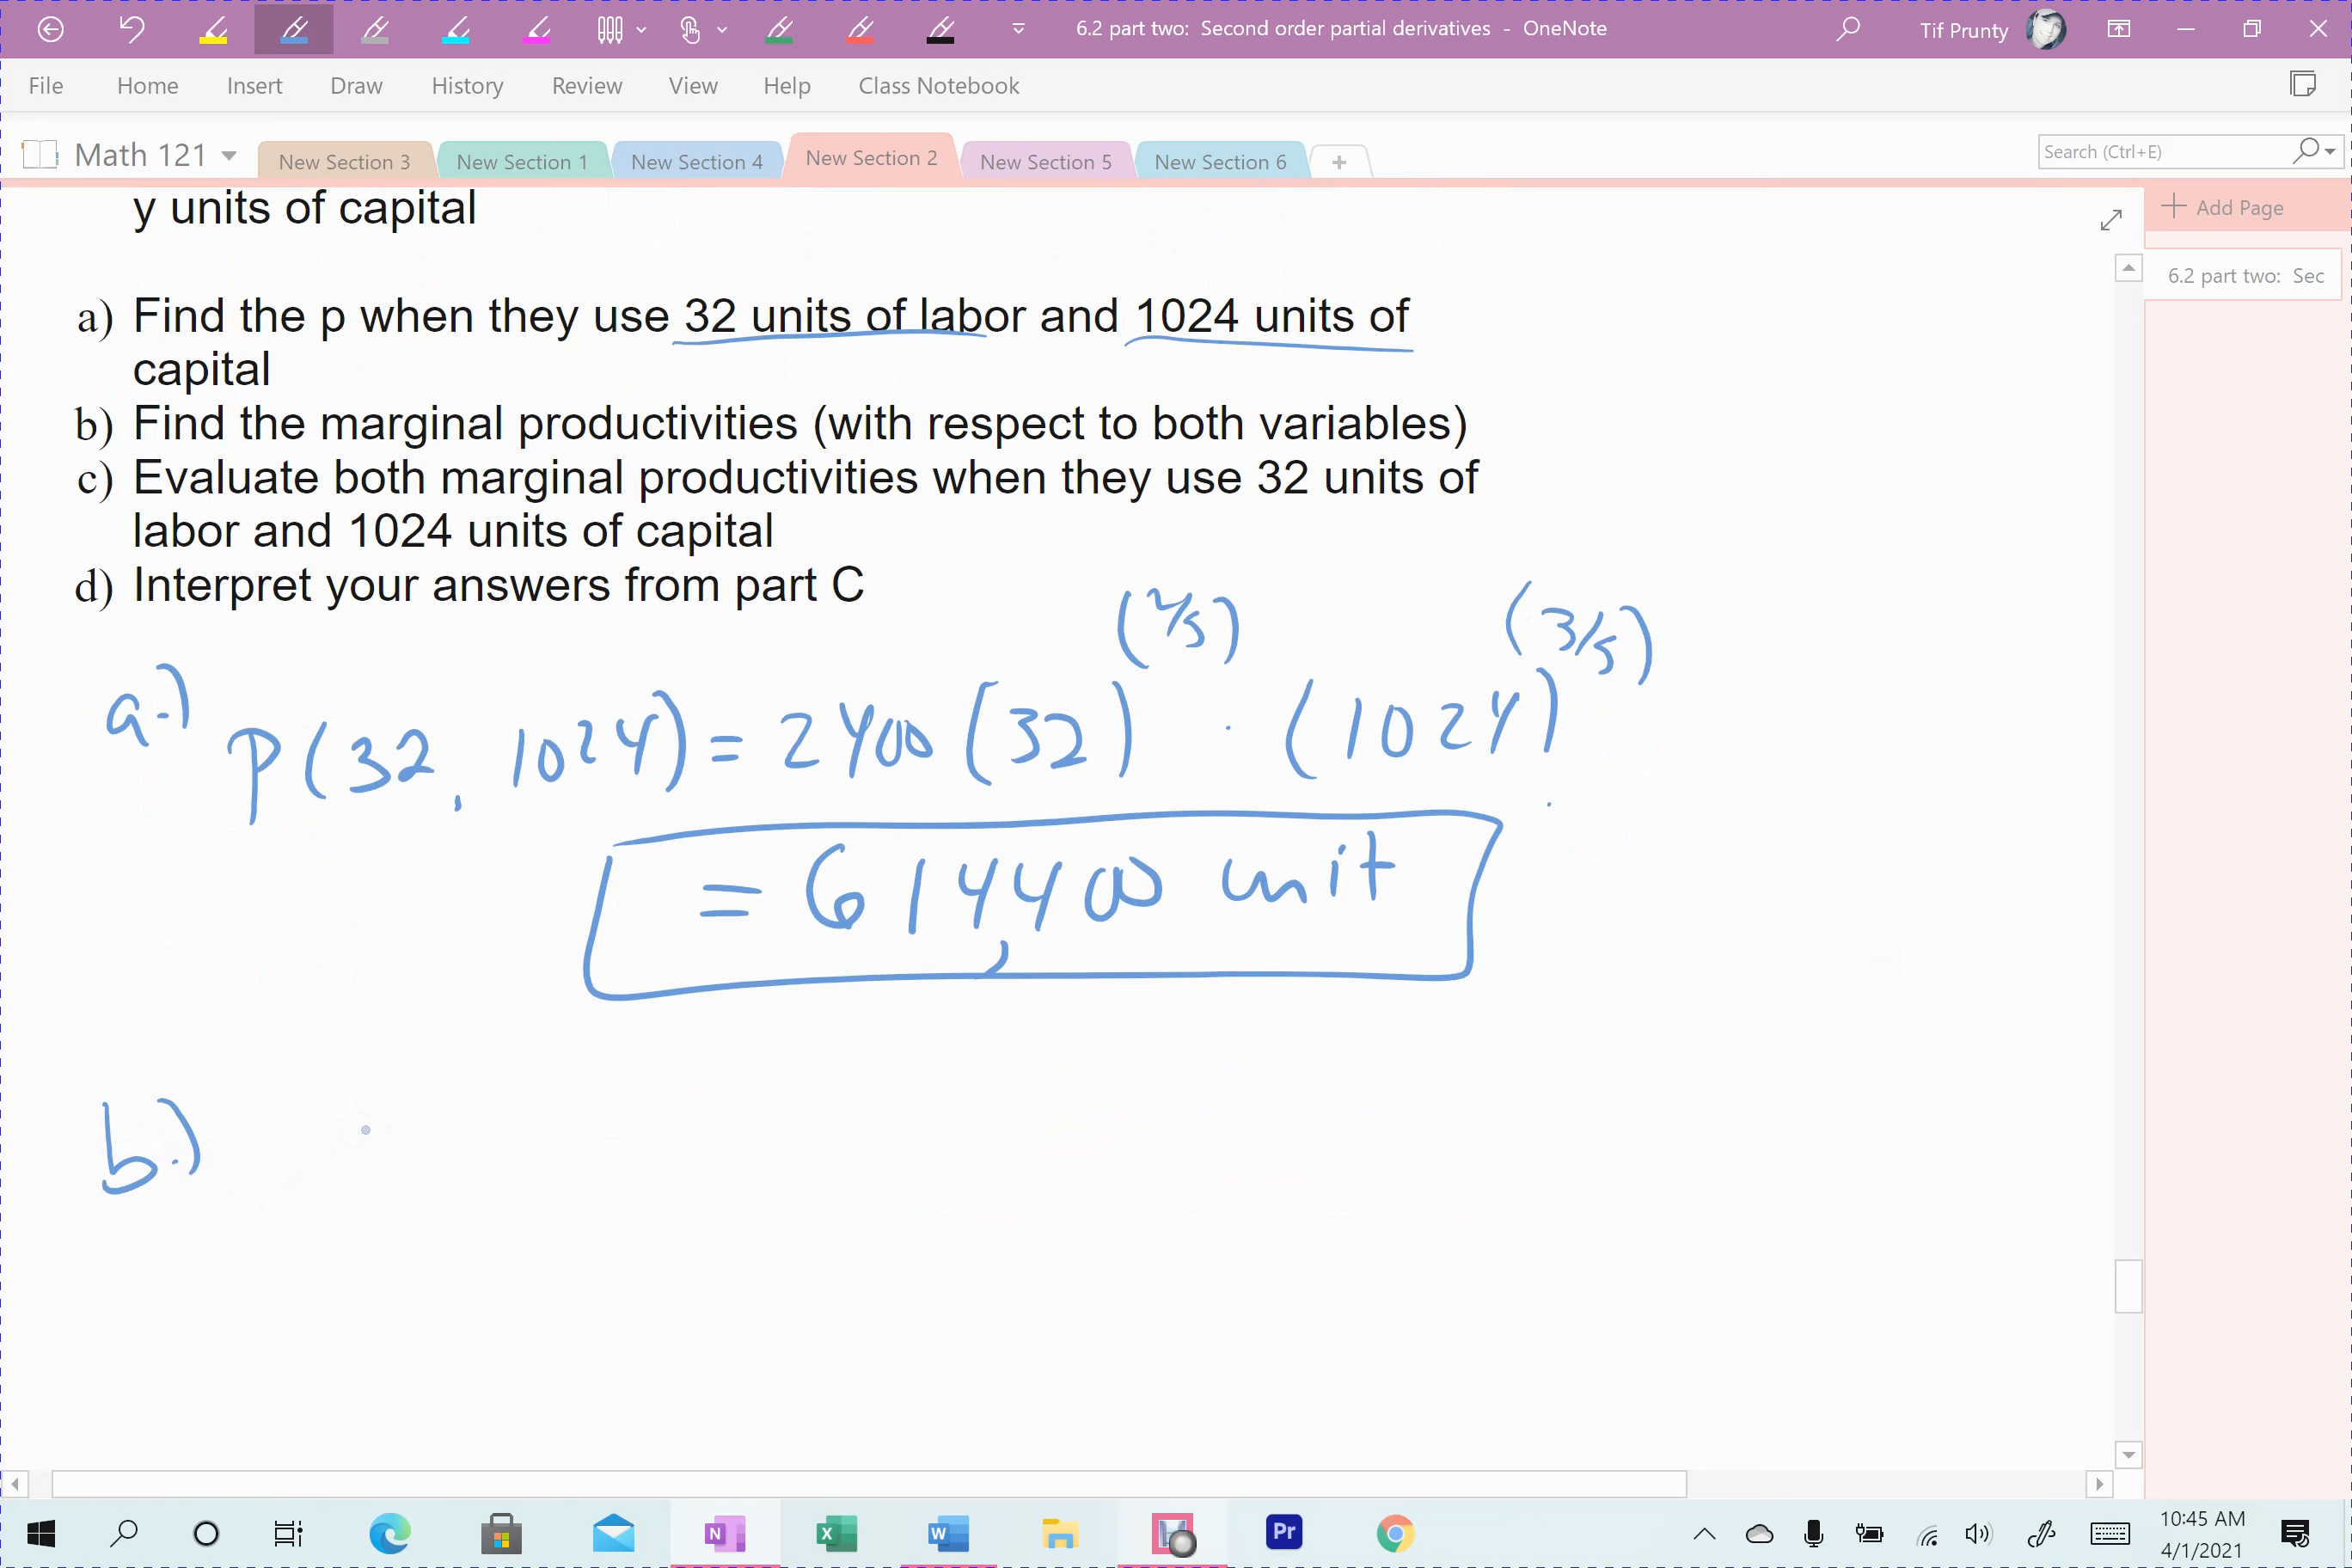 6.2 part two: Second order partial derivatives - OneNote
Tif Prunty
File Home Insert Draw History Review View Help Class Notebook
Math 121 New Section 3 New Section 1 New Section 4 New Section 2 New Section 5 New Section 6 +
Search (Ctrl+E)
Add Page
6.2 part two: Sec
y units of capital
a) Find the p when they use 32 units of labor and 1024 units of
capital
b) Find the marginal productivities (with respect to both variables)
c) Evaluate both marginal productivities when they use 32 units of
labor and 1024 units of capital
d) Interpret your answers from part C
a.) P(32, 1024) = 2400 (32)^(2/5) · (1024)^(3/5)
= 614,400 unit
b.)
N X W Pr
10:45 AM
4/1/2021